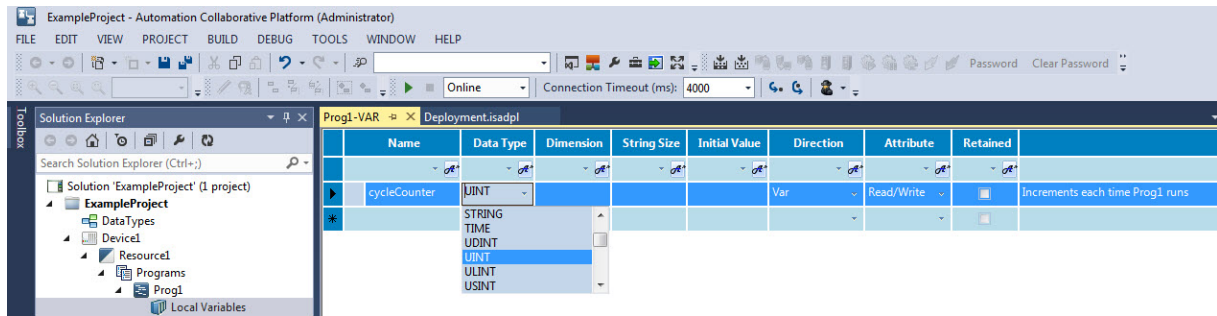 ExampleProject - Automation Collaborative Platform (Administrator)
FILE EDIT VIEW PROJECT BUILD DEBUG TOOLS WINDOW HELP
Password Clear Password
Online Connection Timeout (ms): 4000
Toolbox
Solution Explorer
Search Solution Explorer (Ctrl+;)
Solution 'ExampleProject' (1 project)
ExampleProject
DataTypes
Device1
Resource1
Programs
Prog1
Local Variables
Prog1-VAR Deployment.isadpl
Name Data Type Dimension String Size Initial Value Direction Attribute Retained
cycleCounter UINT Var Read/Write Increments each time Prog1 runs
STRING
TIME
UDINT
UINT
ULINT
USINT